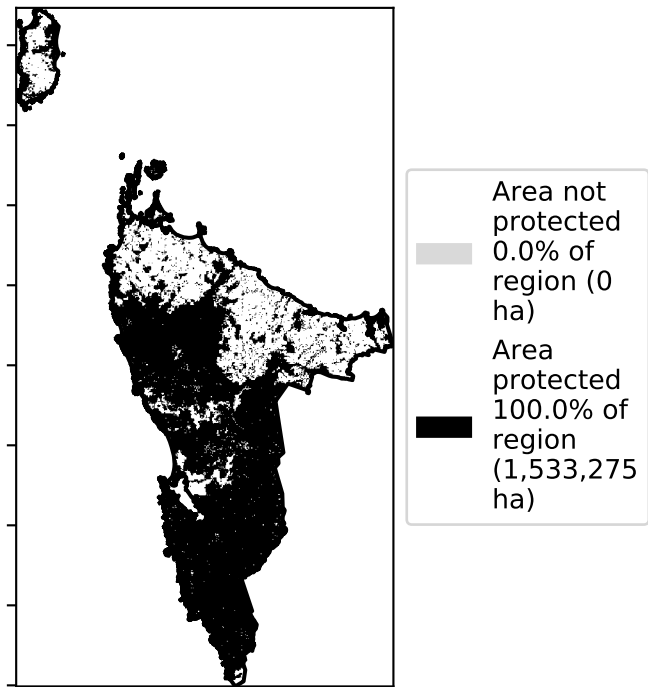 Area not
protected
0.0% of
region (0
ha)
Area
protected
100.0% of
region
(1,533,275
ha)